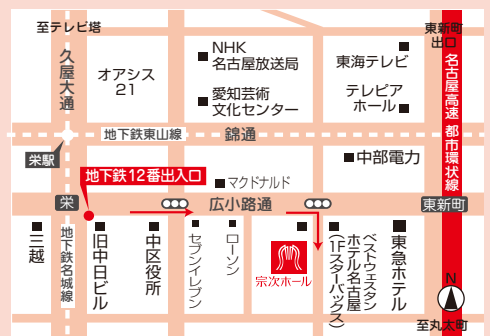 至テレビ塔
東新町
出口
久屋大通
オアシス
21
NHK
名古屋放送局
愛知芸術
文化センター
東海テレビ
テレピア
ホール
名古屋高速 都市環状線
地下鉄東山線
錦通
栄駅
中部電力
地下鉄12番出入口
マクドナルド
栄
広小路通
東新町
三越
地下鉄名城線
旧中日ビル
中区役所
セブンイレブン
ローソン
宗次ホール
ベストウェスタン
ホテル名古屋
(1Fスターバックス)
東急ホテル
N
至丸太町